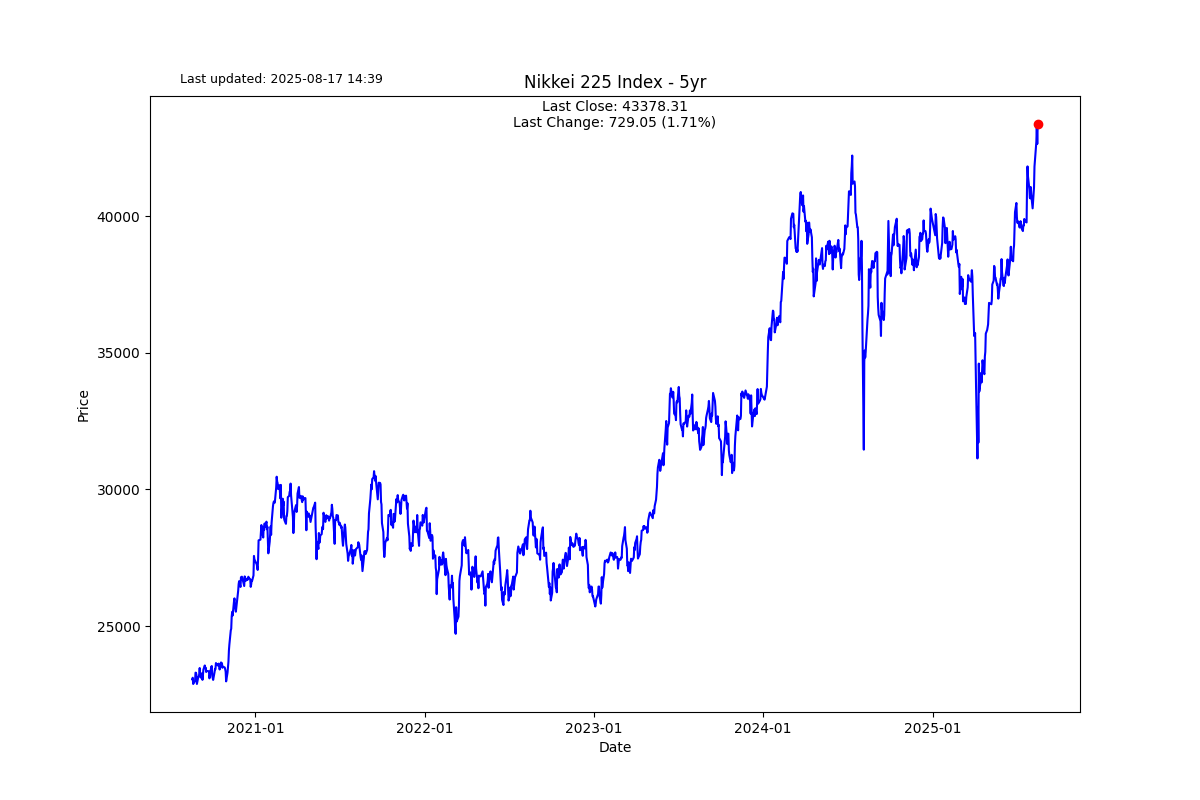 Last updated: 2025-08-17 14:39
Nikkei 225 Index - 5yr
Last Close: 43378.31
Last Change: 729.05 (1.71%)
40000
35000
30000
25000
Price
2021-01
2022-01
2023-01
2024-01
2025-01
Date